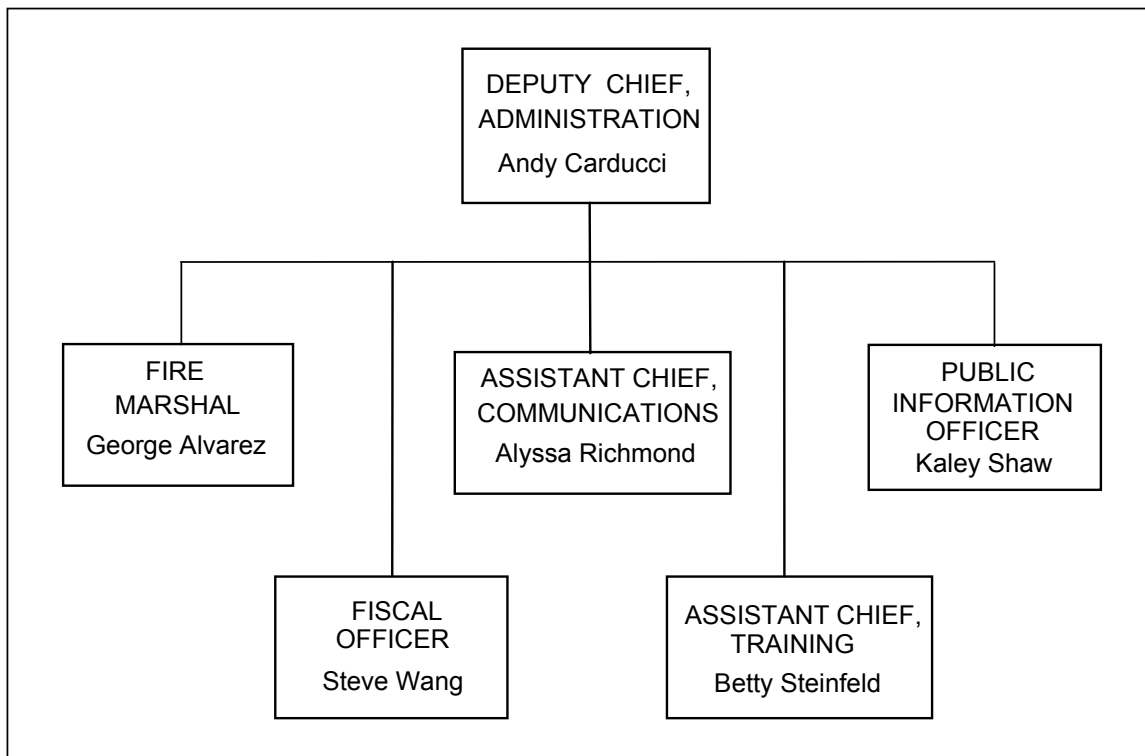 DEPUTY CHIEF,
ADMINISTRATION
Andy Carducci
FIRE
MARSHAL
George Alvarez
ASSISTANT CHIEF,
COMMUNICATIONS
Alyssa Richmond
PUBLIC
INFORMATION
OFFICER
Kaley Shaw
FISCAL
OFFICER
Steve Wang
ASSISTANT CHIEF,
TRAINING
Betty Steinfeld